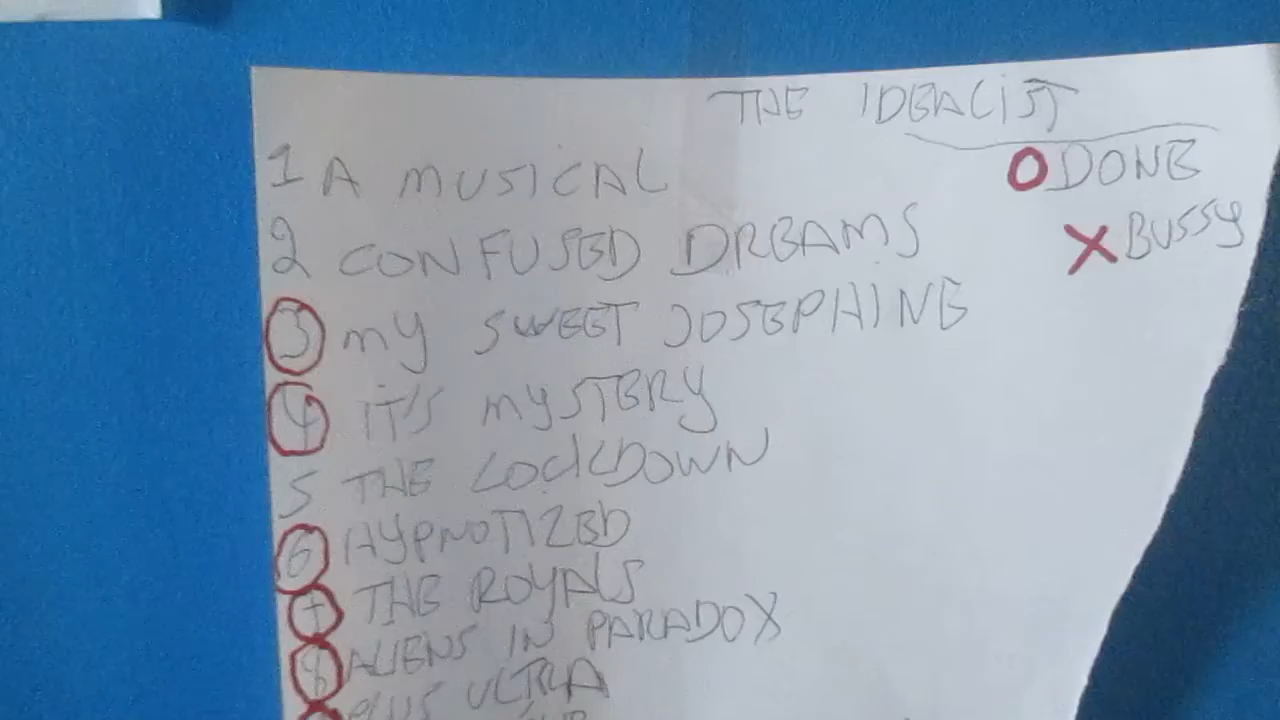 THE IDEALIST
O DONE
X BUSSY
1 A MUSICAL
2 CONFUSED DREAMS
3 MY SWEET JOSEPHINE
4 IT'S MYSTERY
5 THE LOCKDOWN
6 HYPNOTIZED
7 THE ROYALS
8 ALIENS IN PARADOX
PLUS ULTRA